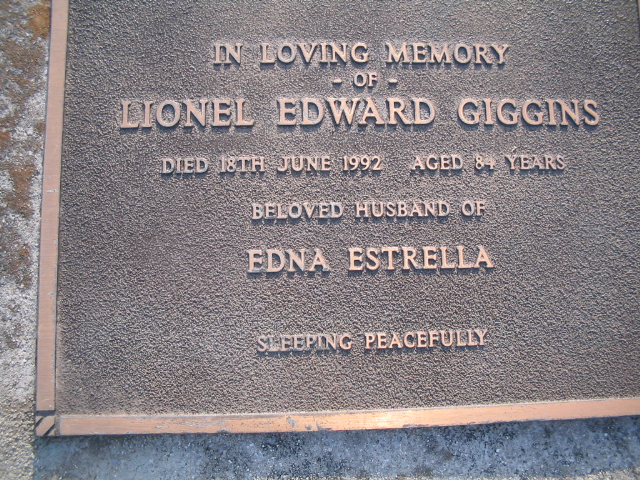 IN LOVING MEMORY
- OF -
LIONEL EDWARD GIGGINS
DIED 18TH JUNE 1992 AGED 84 YEARS
BELOVED HUSBAND OF
EDNA ESTRELLA
SLEEPING PEACEFULLY